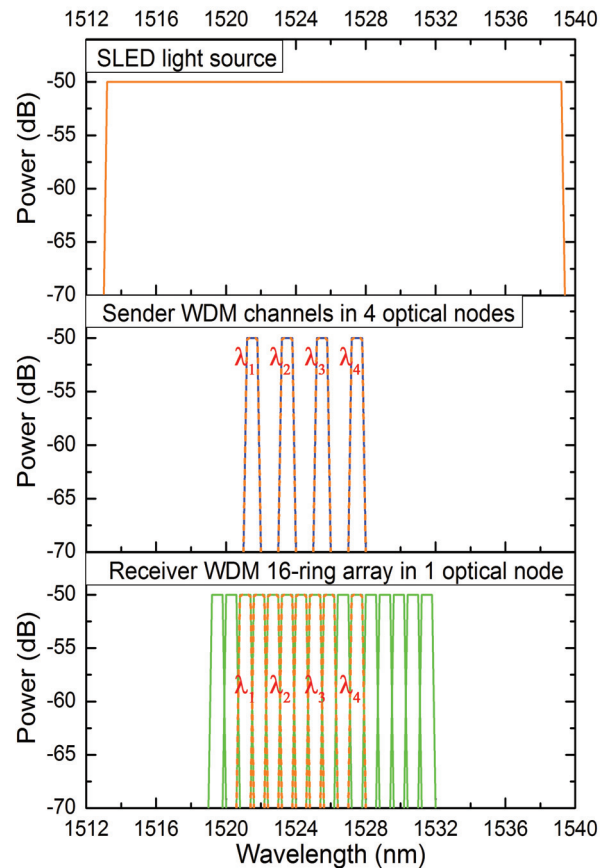 1512 1516 1520 1524 1528 1532 1536 1540
SLED light source
Power (dB)
-50
-55
-60
-65
-70
Sender WDM channels in 4 optical nodes
Power (dB)
-50
-55
-60
-65
-70
λ1 λ2 λ3 λ4
Receiver WDM 16-ring array in 1 optical node
Power (dB)
-50
-55
-60
-65
-70
λ1 λ2 λ3 λ4
1512 1516 1520 1524 1528 1532 1536 1540
Wavelength (nm)